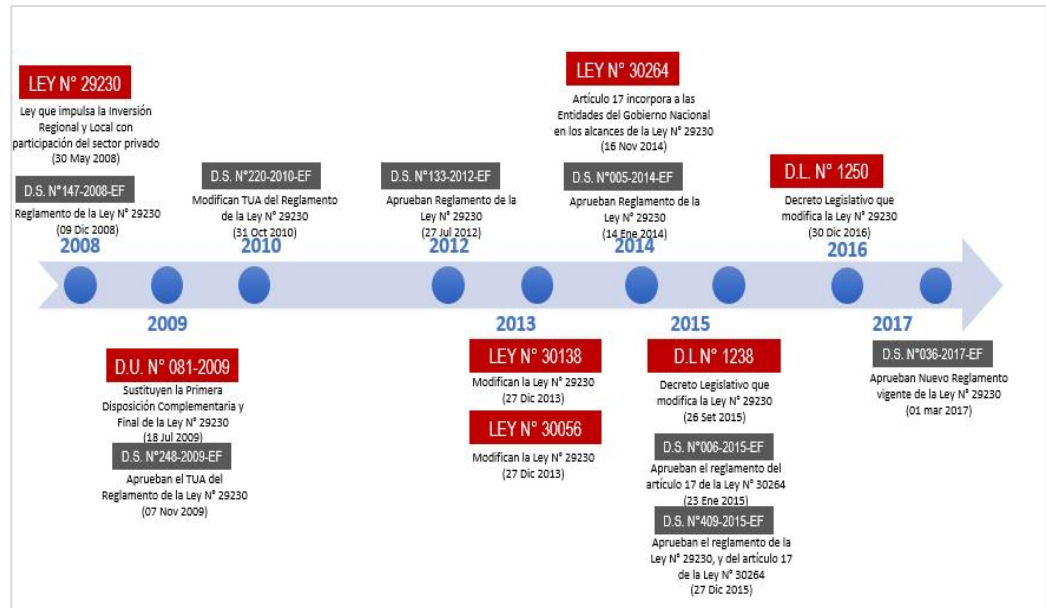 LEY N° 29230
Ley que impulsa la Inversión
Regional y Local con
participación del sector privado
(30 May 2008)
D.S. N°147-2008-EF
Reglamento de la Ley N° 29230
(09 Dic 2008)
2008
D.S. N°220-2010-EF
Modifican TUA del Reglamento
de la Ley N° 29230
(31 Oct 2010)
2010
D.S. N°133-2012-EF
Aprueban Reglamento de la
Ley N° 29230
(27 Jul 2012)
2012
LEY N° 30264
Artículo 17 incorpora a las
Entidades del Gobierno Nacional
en los alcances de la Ley N° 29230
(16 Nov 2014)
D.S. N°005-2014-EF
Aprueban Reglamento de la
Ley N° 29230
(14 Ene 2014)
2014
D.L. N° 1250
Decreto Legislativo que
modifica la Ley N° 29230
(30 Dic 2016)
2016
2009
D.U. N° 081-2009
Sustituyen la Primera
Disposición Complementaria y
Final de la Ley N° 29230
(18 Jul 2009)
D.S. N°248-2009-EF
Aprueban el TUA del
Reglamento de la Ley N° 29230
(07 Nov 2009)
2013
LEY N° 30138
Modifican la Ley N° 29230
(27 Dic 2013)
LEY N° 30056
Modifican la Ley N° 29230
(27 Dic 2013)
2015
D.L N° 1238
Decreto Legislativo que
modifica la Ley N° 29230
(26 Set 2015)
D.S. N°006-2015-EF
Aprueban el reglamento del
artículo 17 de la Ley N° 30264
(23 Ene 2015)
D.S. N°409-2015-EF
Aprueban el reglamento de la
Ley N° 29230, y del artículo 17
de la Ley N° 30264
(27 Dic 2015)
2017
D.S. N°036-2017-EF
Aprueban Nuevo Reglamento
vigente de la Ley N° 29230
(01 mar 2017)